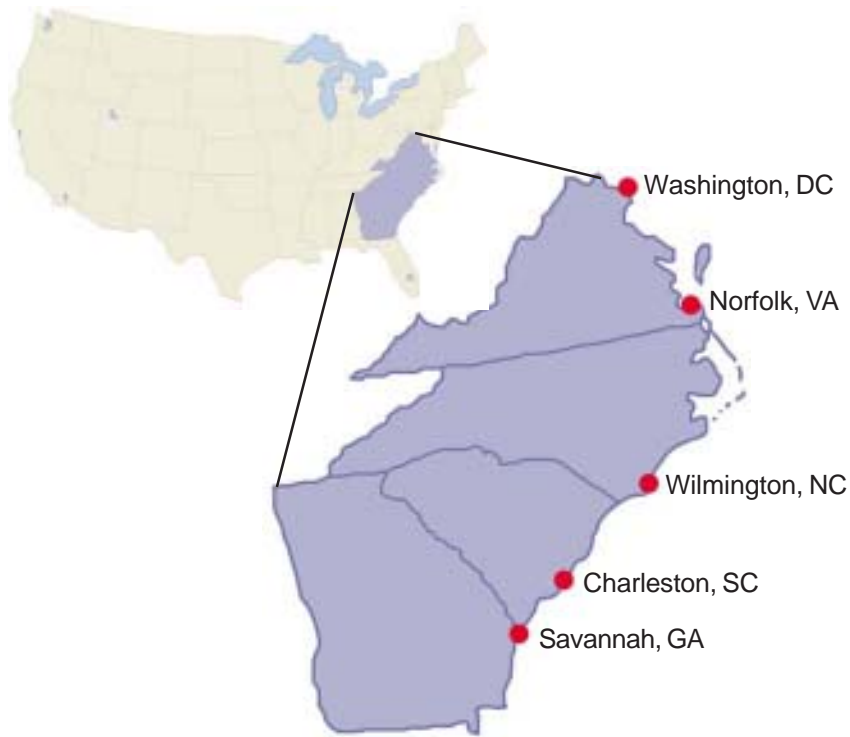 Washington, DC
Norfolk, VA
Wilmington, NC
Charleston, SC
Savannah, GA